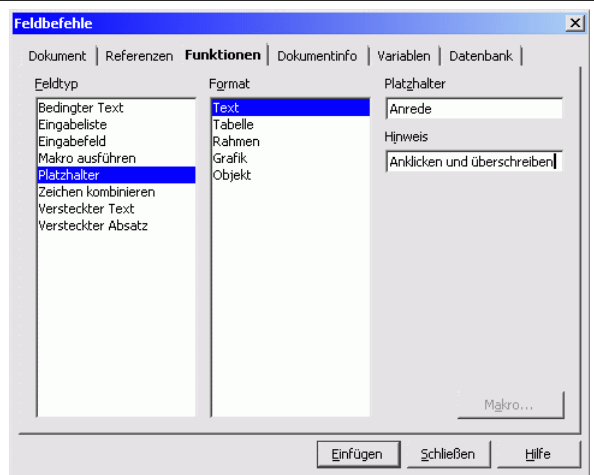 Feldbefehle
Dokument Referenzen Funktionen Dokumentinfo Variablen Datenbank
Feldtyp
Bedingter Text
Eingabeliste
Eingabefeld
Makro ausführen
Platzhalter
Zeichen kombinieren
Versteckter Text
Versteckter Absatz
Format
Text
Tabelle
Rahmen
Grafik
Objekt
Platzhalter
Anrede
Hinweis
Anklicken und überschreiben
Makro...
Einfügen Schließen Hilfe